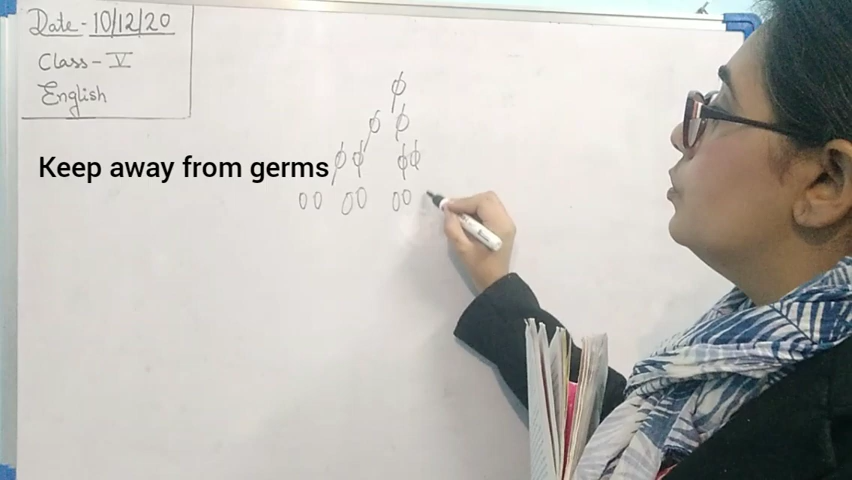 Date - 10/12/20
Class - V
English
Keep away from germs